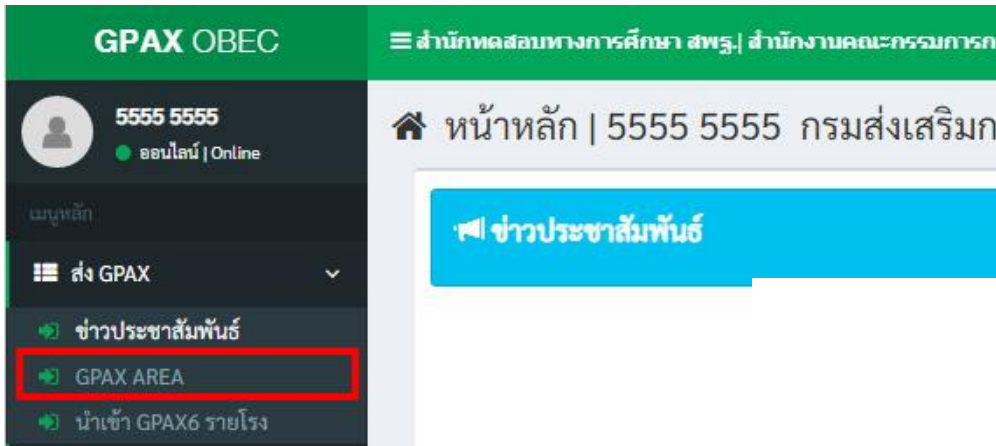 GPAX OBEC
สำนักทดสอบทางการศึกษา สพฐ.| สำนักงานคณะกรรมการก
5555 5555
ออนไลน์ | Online
หน้าหลัก | 5555 5555 กรมส่งเสริมก
เมนูหลัก
ข่าวประชาสัมพันธ์
ส่ง GPAX
ข่าวประชาสัมพันธ์
GPAX AREA
นำเข้า GPAX6 รายโรง